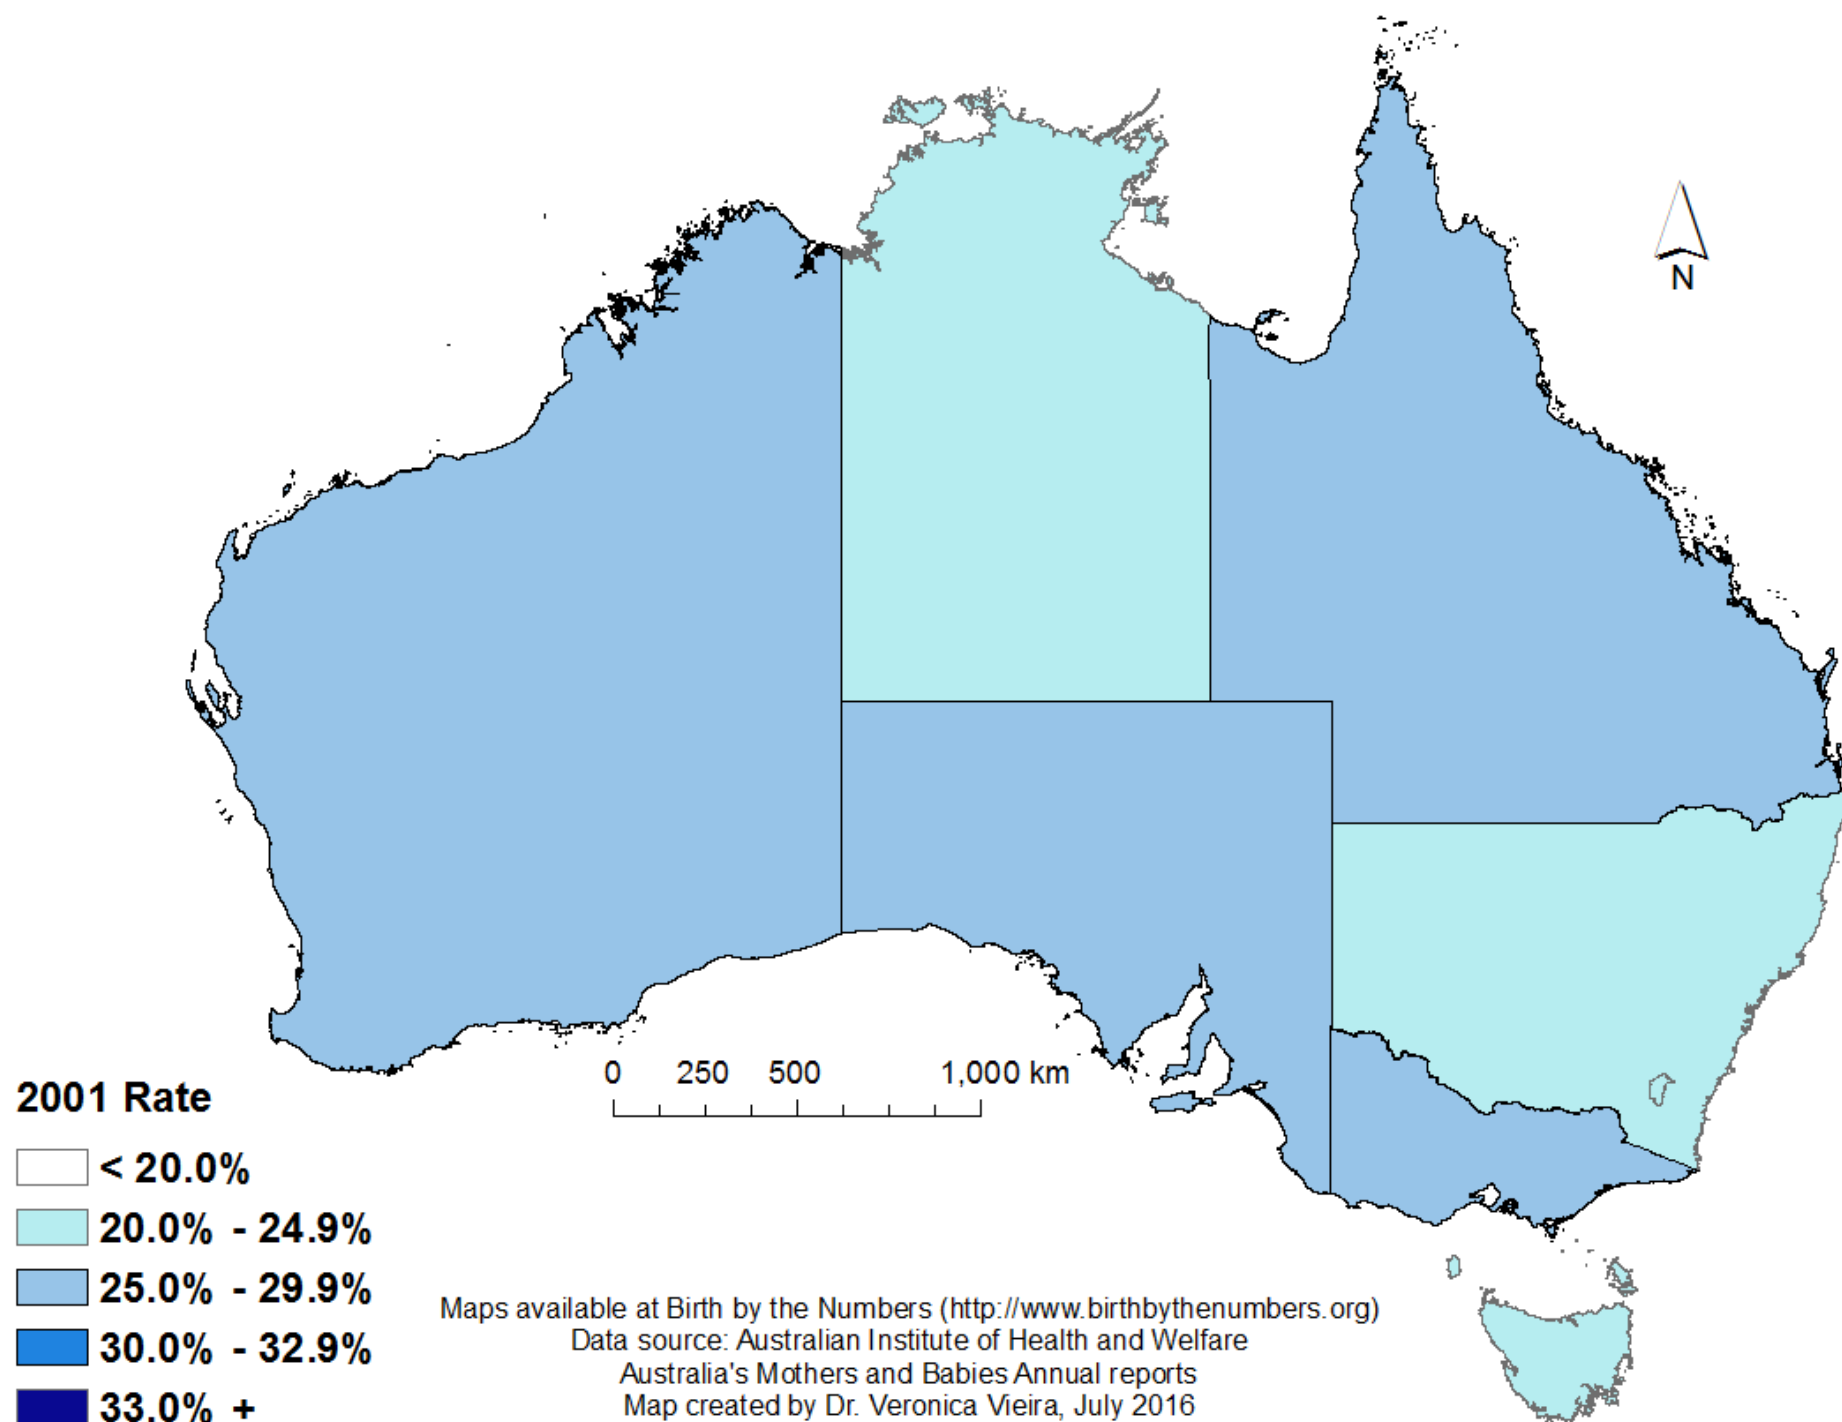 N
0 250 500 1,000 km
2001 Rate
< 20.0%
20.0% - 24.9%
25.0% - 29.9%
30.0% - 32.9%
33.0% +
Maps available at Birth by the Numbers (http://www.birthbythenumbers.org)
Data source: Australian Institute of Health and Welfare
Australia's Mothers and Babies Annual reports
Map created by Dr. Veronica Vieira, July 2016